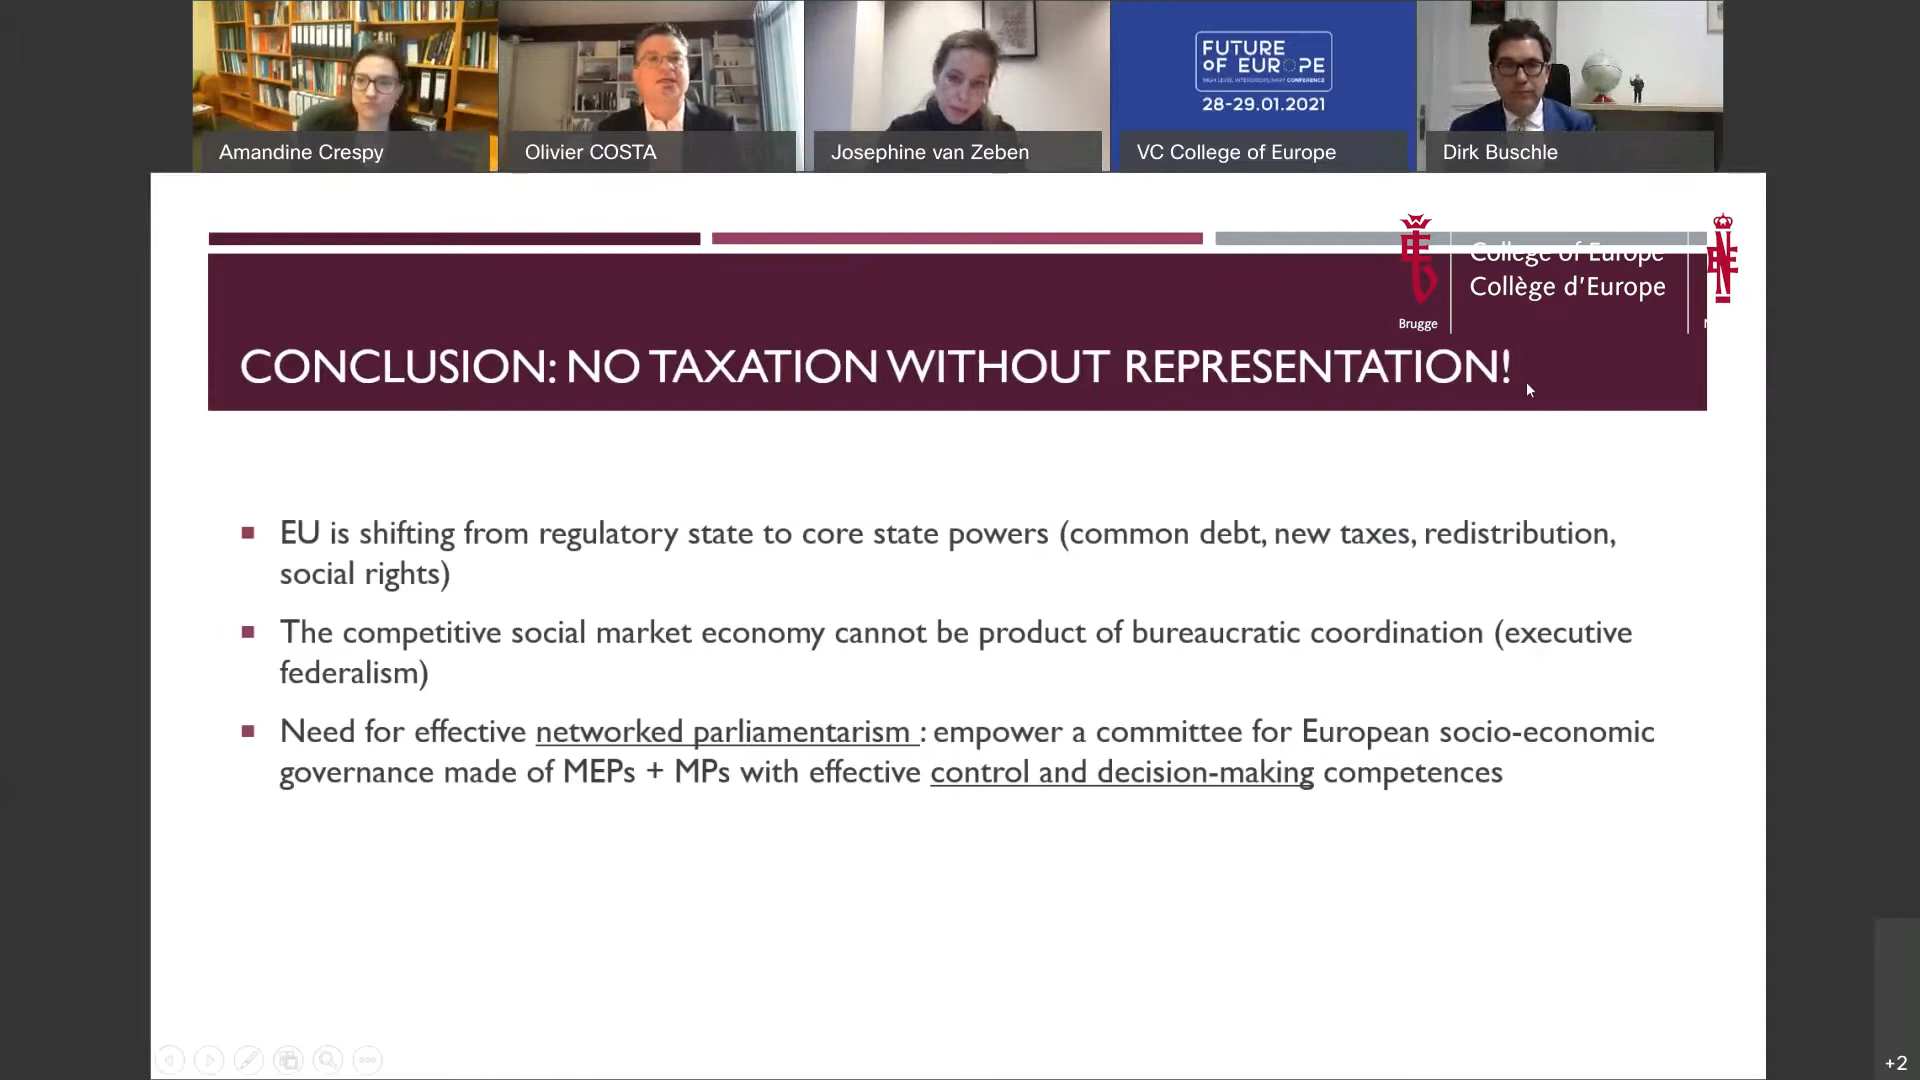 FUTURE
OF EUROPE
HIGH LEVEL INTERDISCIPLINARY CONFERENCE
28-29.01.2021
Amandine Crespy
Olivier COSTA
Josephine van Zeben
VC College of Europe
Dirk Buschle
College of Europe
Collège d'Europe
Brugge
CONCLUSION: NO TAXATION WITHOUT REPRESENTATION!
EU is shifting from regulatory state to core state powers (common debt, new taxes, redistribution,
social rights)
The competitive social market economy cannot be product of bureaucratic coordination (executive
federalism)
Need for effective networked parliamentarism : empower a committee for European socio-economic
governance made of MEPs + MPs with effective control and decision-making competences
+2